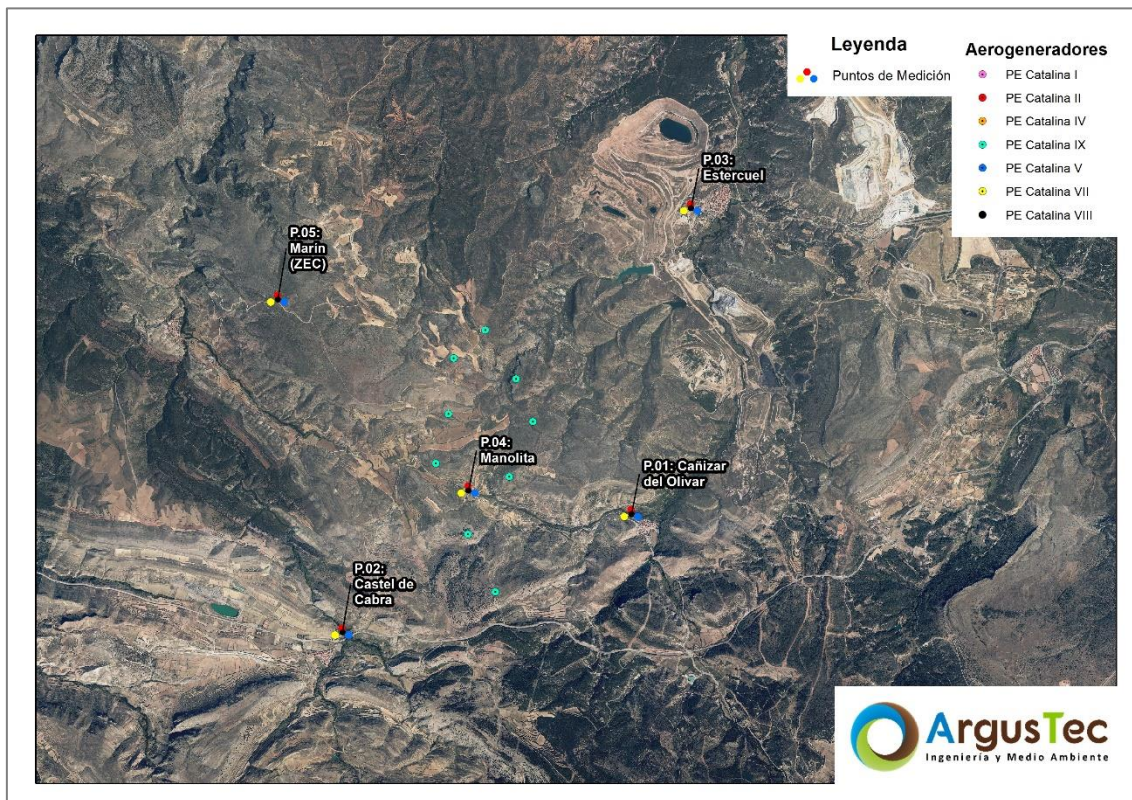 Leyenda
Puntos de Medición
Aerogeneradores
PE Catalina I
PE Catalina II
PE Catalina IV
PE Catalina IX
PE Catalina V
PE Catalina VII
PE Catalina VIII
P.03:
Estercuel
P.05:
Marín
(ZEC)
P.04:
Manolita
P.01: Cañizar
del Olivar
P.02:
Castel de
Cabra
ArgusTec
Ingeniería y Medio Ambiente